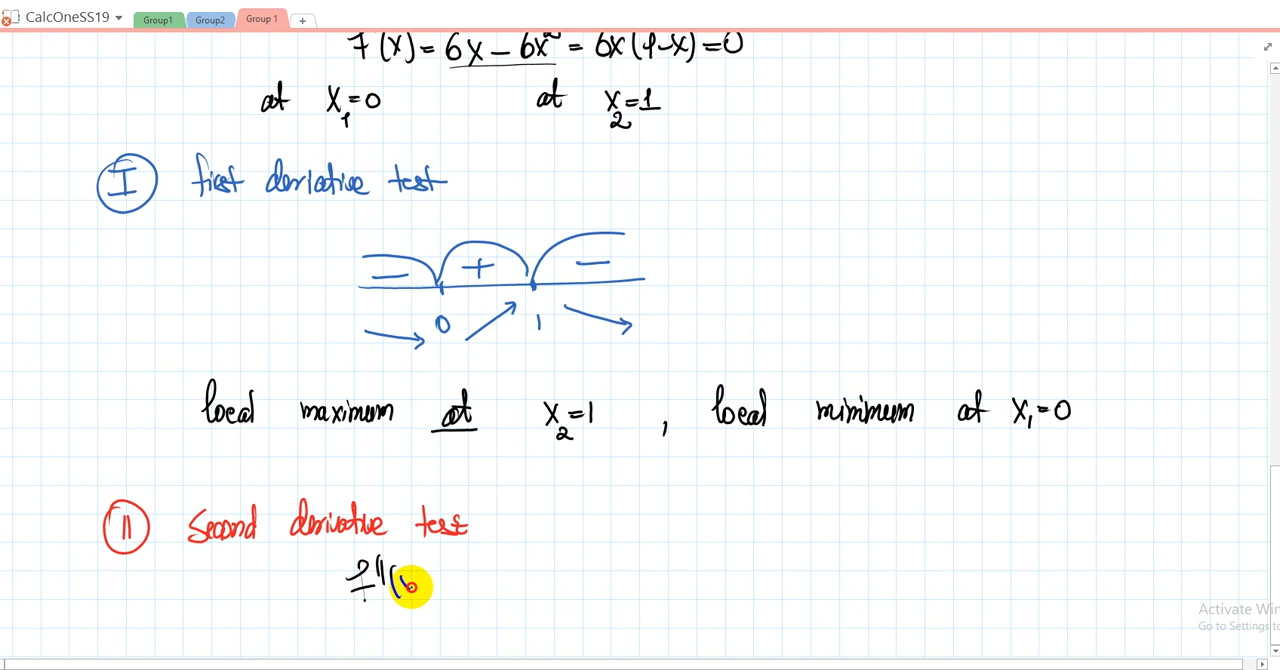 CalcOneSS19
Group1 Group2 Group 1
(x) = 6x - 6x² = 6x (1-x) = 0
at x₁=0 at x₂=1
I first derivative test
- + -
0 1
local maximum at x₂=1 , local minimum at x₁=0
II Second derivative test
f"(
Activate Win
Go to Settings to